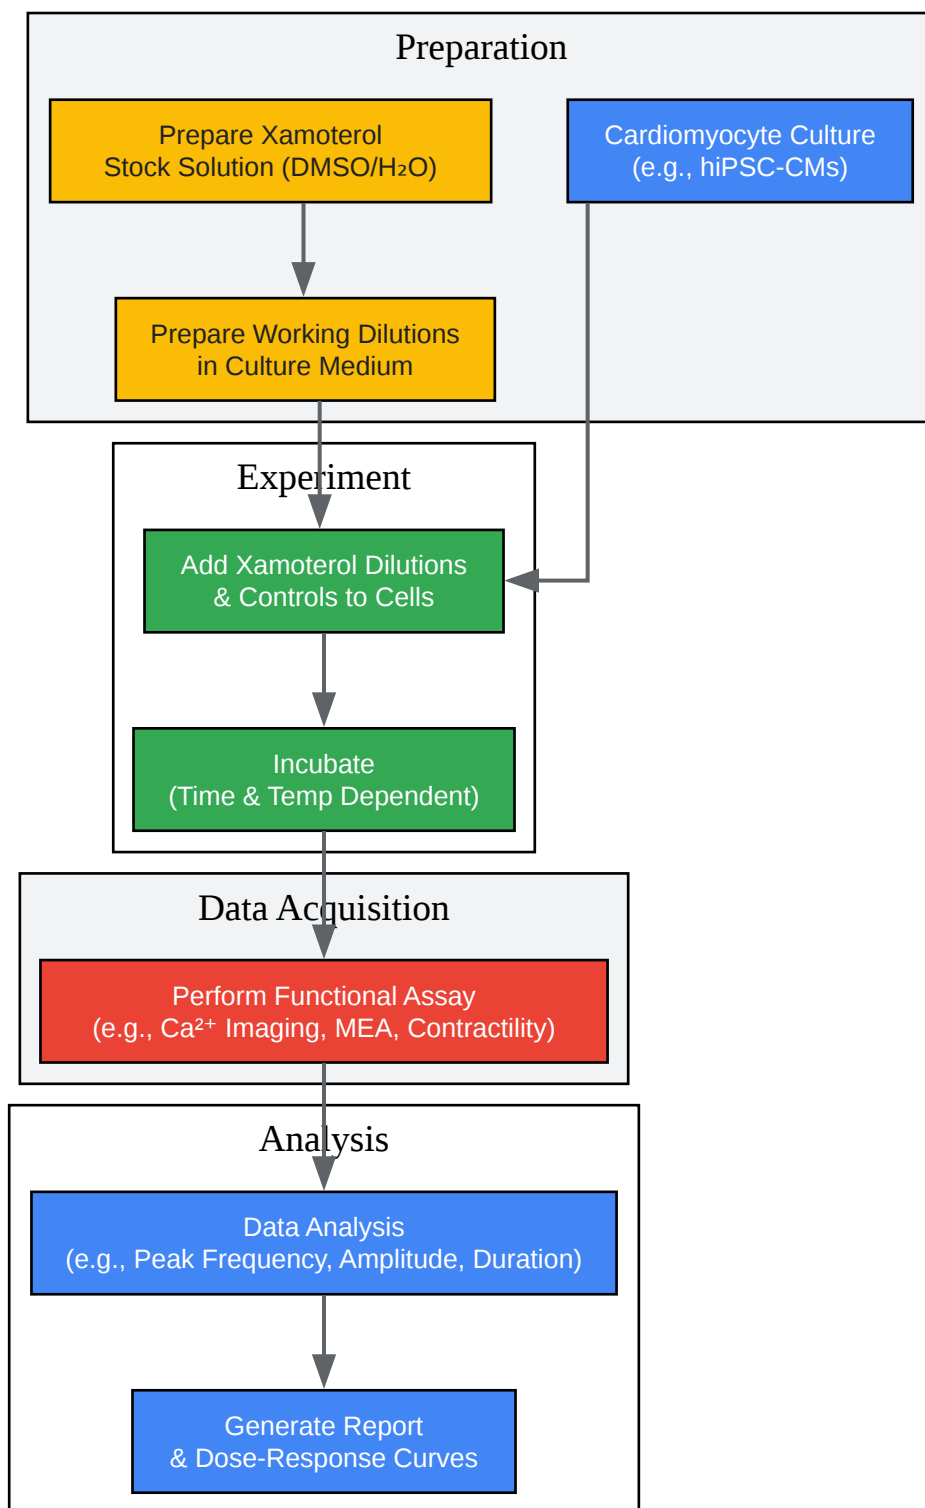 Preparation
Prepare Xamoterol
Stock Solution (DMSO/H₂O)
Cardiomyocyte Culture
(e.g., hiPSC-CMs)
Prepare Working Dilutions
in Culture Medium
Experiment
Add Xamoterol Dilutions
& Controls to Cells
Incubate
(Time & Temp Dependent)
Data Acquisition
Perform Functional Assay
(e.g., Ca²⁺ Imaging, MEA, Contractility)
Analysis
Data Analysis
(e.g., Peak Frequency, Amplitude, Duration)
Generate Report
& Dose-Response Curves